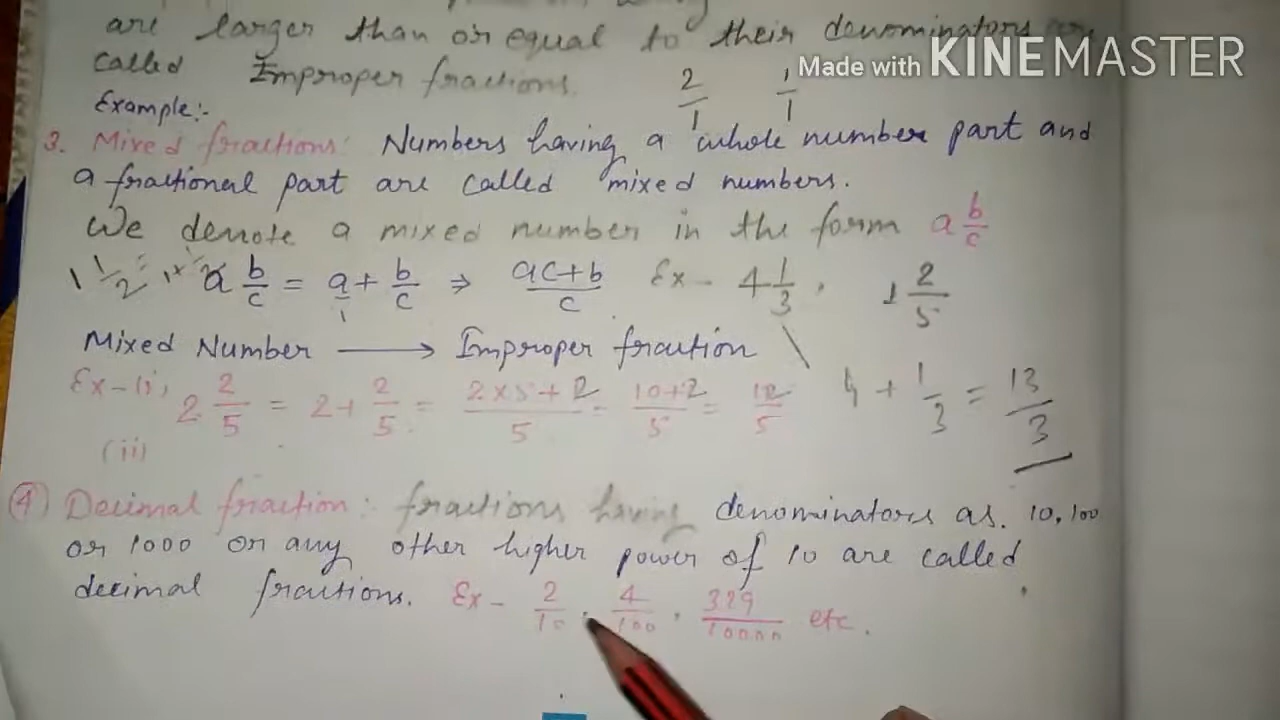 are larger than or equal to their denominators are
called Improper fractions. 2/1 1/1
Made with KINEMASTER
Example:-
3. Mixed fractions: Numbers having a whole number part and
a fractional part are called mixed numbers.
We denote a mixed number in the form a b/c
1 1/2 = 1 × a b/c = a/1 + b/c ⇒ ac+b/c Ex - 4 1/3, 1 2/5
Mixed Number ⟶ Improper fraction
Ex-(i), 2 2/5 = 2+ 2/5 = 2×5+2/5 = 10+2/5 = 12/5 4 + 1/3 = 13/3
(ii)
④ Decimal fraction: fractions having denominators as. 10, 100
or 1000 or any other higher power of 10 are called
decimal fractions. Ex - 2/10, 4/100, 329/10000 etc.